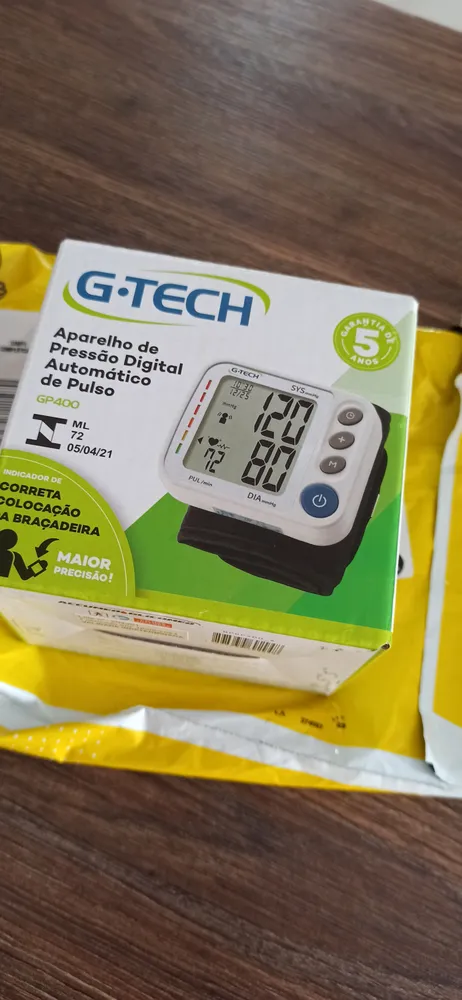 G·TECH
Aparelho de
Pressão Digital
Automático
de Pulso
GP400
ML
72
05/04/21
GARANTIA DE
5
ANOS
G-TECH
SYS mmHg
mmHg
120
80
72
PUL/min
DIA mmHg
+
M
INDICADOR DE
CORRETA
COLOCAÇÃO
DA BRAÇADEIRA
MAIOR
PRECISÃO!